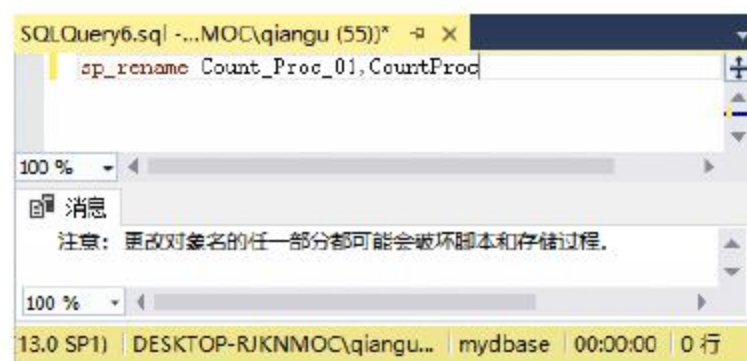 SQLQuery6.sql -...MOC\qiangu (55))*
sp_rename Count_Proc_01,CountProc
100 %
消息
注意: 更改对象名的任一部分都可能会破坏脚本和存储过程。
100 %
13.0 SP1) DESKTOP-RJKNMOC\qiangu... mydbase 00:00:00 0 行